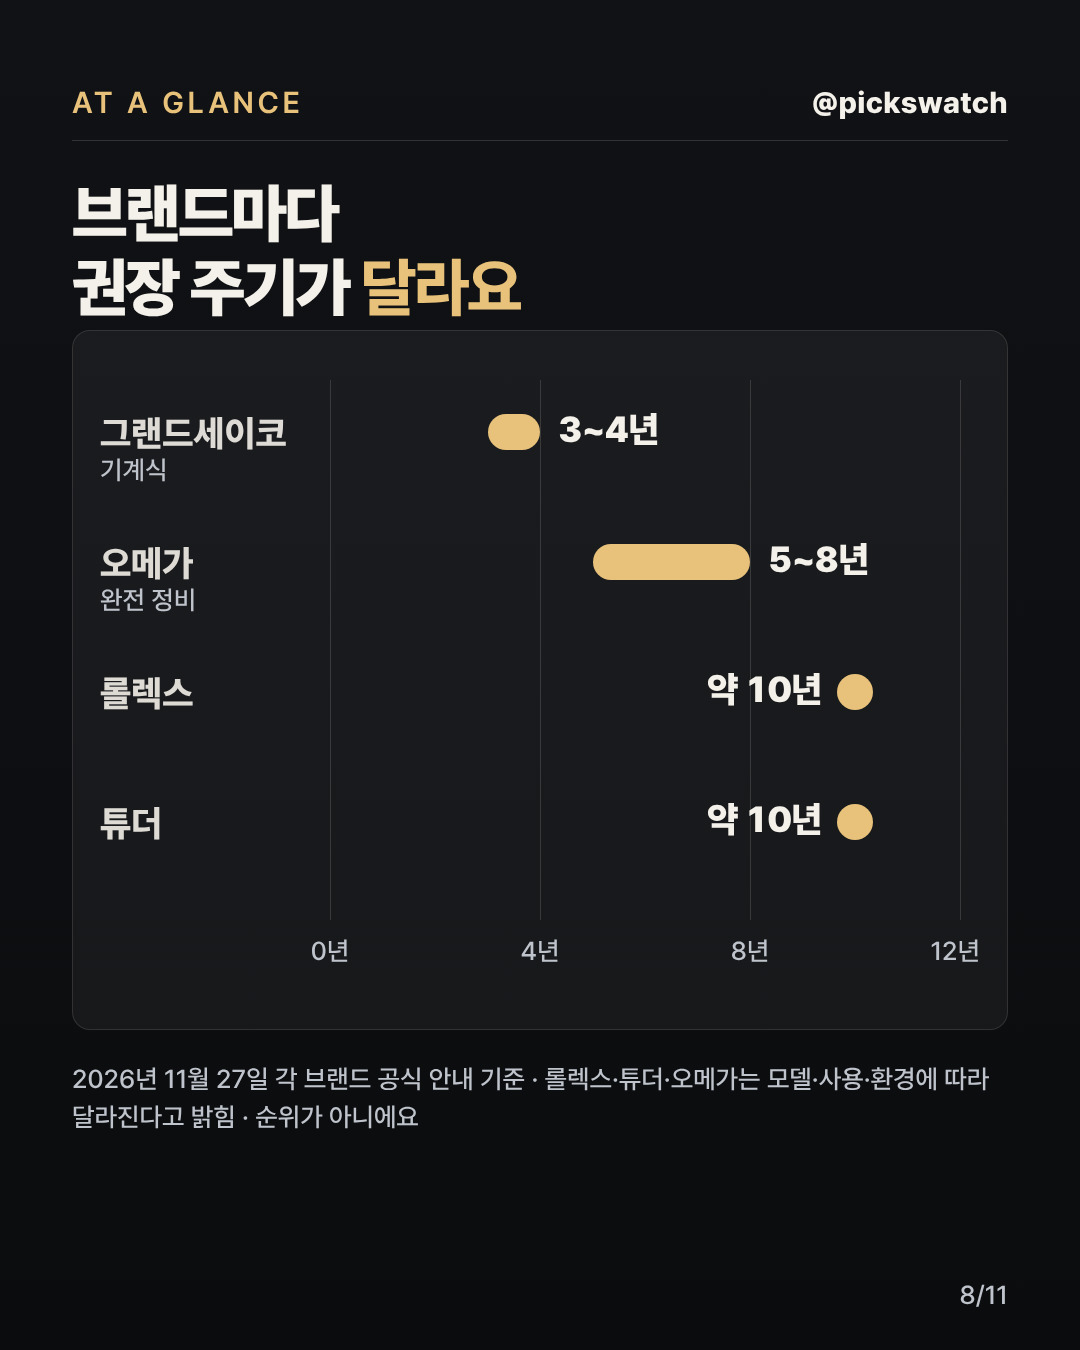 AT A GLANCE
@pickswatch
브랜드마다
권장 주기가 달라요
그랜드세이코
기계식
3~4년
오메가
완전 정비
5~8년
롤렉스
약 10년
튜더
약 10년
0년
4년
8년
12년
2026년 11월 27일 각 브랜드 공식 안내 기준 · 롤렉스·튜더·오메가는 모델·사용·환경에 따라
달라진다고 밝힘 · 순위가 아니에요
8/11